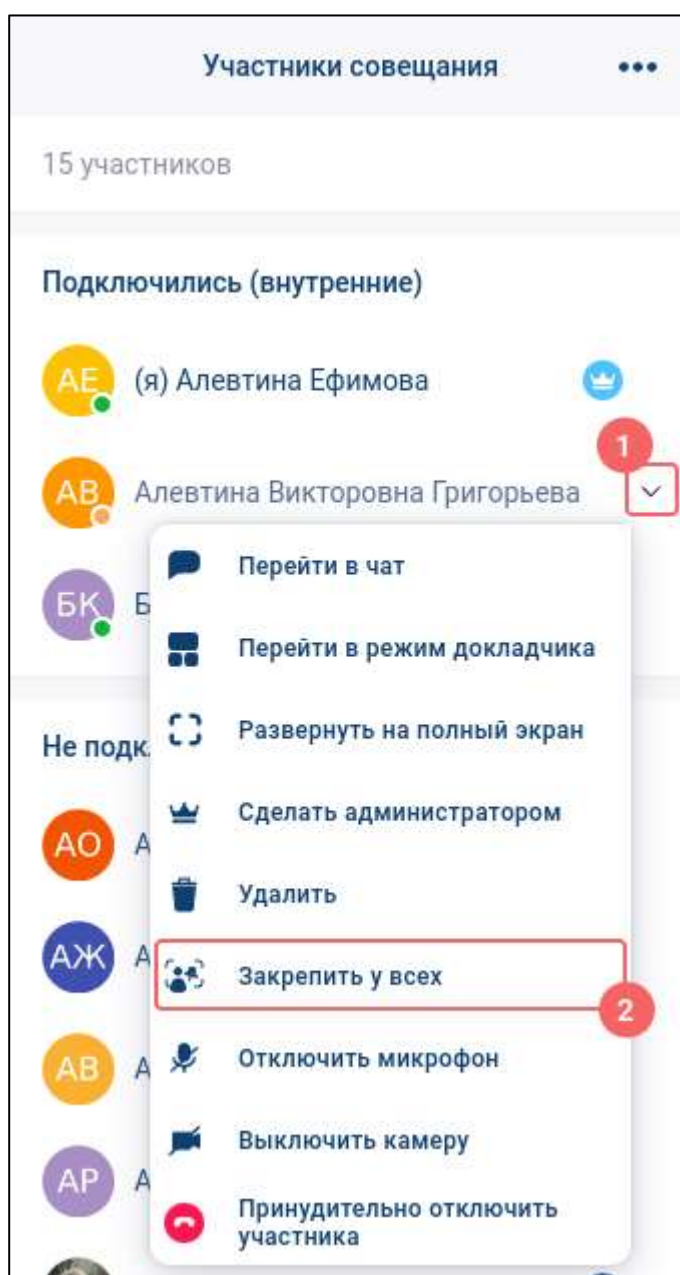 Участники совещания
15 участников
Подключились (внутренние)
АЕ (я) Алевтина Ефимова
1
АВ Алевтина Викторовна Григорьева
Перейти в чат
БК Б
Перейти в режим докладчика
Развернуть на полный экран
Не подк
Сделать администратором
АО А
Удалить
АЖ А
Закрепить у всех
2
АВ А
Отключить микрофон
Выключить камеру
АР А
Принудительно отключить
участника